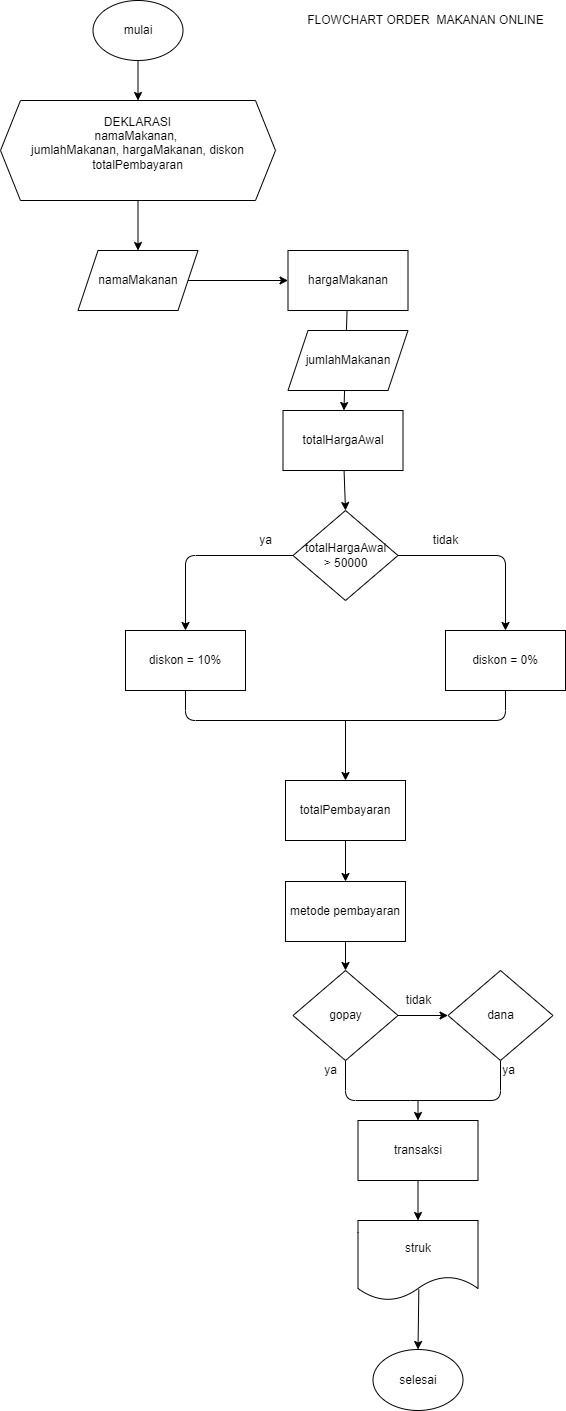 FLOWCHART ORDER MAKANAN ONLINE
mulai
DEKLARASI
namaMakanan,
jumlahMakanan, hargaMakanan, diskon
totalPembayaran
namaMakanan
hargaMakanan
jumlahMakanan
totalHargaAwal
totalHargaAwal
> 50000
ya
tidak
diskon = 10%
diskon = 0%
totalPembayaran
metode pembayaran
gopay
tidak
dana
ya
ya
transaksi
struk
selesai